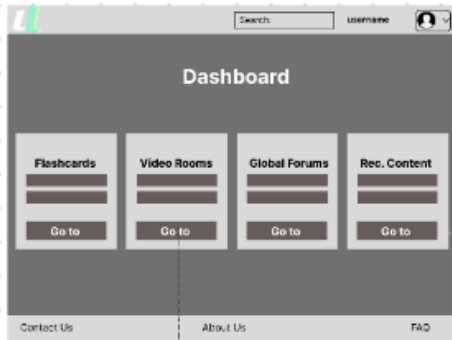 Search: username
Dashboard
Flashcards Video Rooms Global Forums Rec. Content
Go to Go to Go to Go to
Contact Us About Us FAQ